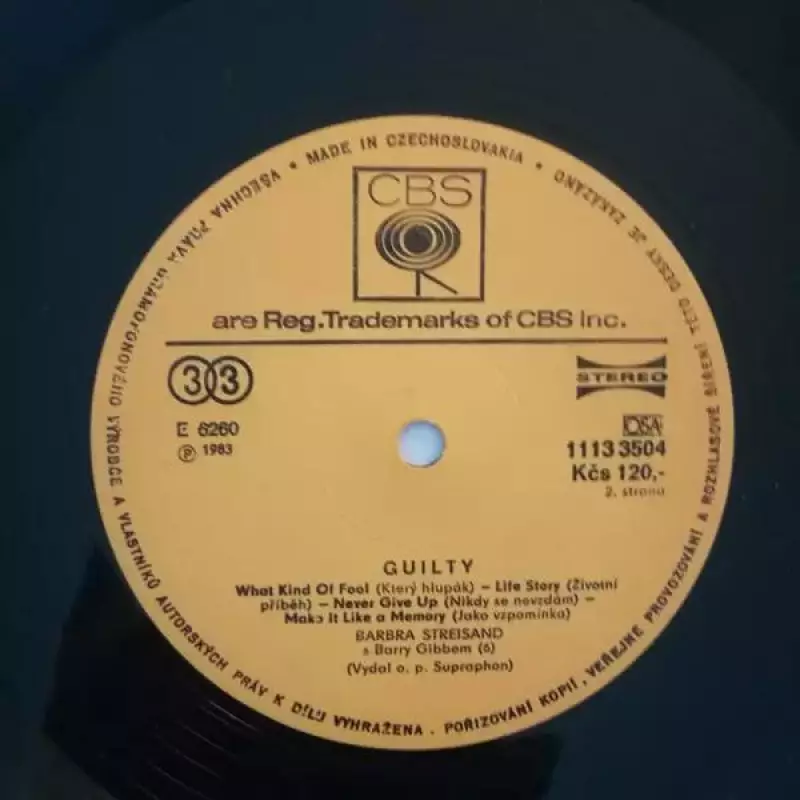 VŠECHNA PRÁVA GRAMOFONOVÉHO VÝROBCE A VLASTNÍKŮ AUTORSKÝCH PRÁV K DÍLU VYHRAŽENA . POŘIZOVÁNÍ KOPIÍ , VEŘEJNÉ PROVOZOVÁNÍ A ROZHLASOVÉ ŠÍŘENÍ TÉTO DESKY JE ZAKÁZÁNO • MADE IN CZECHOSLOVAKIA •
CBS
are Reg.Trademarks of CBS Inc.
33
STEREO
E 6260
OSA
℗ 1983
1113 3504
Kčs 120,-
2. strana
GUILTY
What Kind Of Fool (Který hlupák) – Life Story (Životní
příběh) – Never Give Up (Nikdy se nevzdám) –
Make It Like a Memory (Jako vzpomínka)
BARBRA STREISAND
s Barry Gibbem (6)
(Vydal o. p. Supraphon)